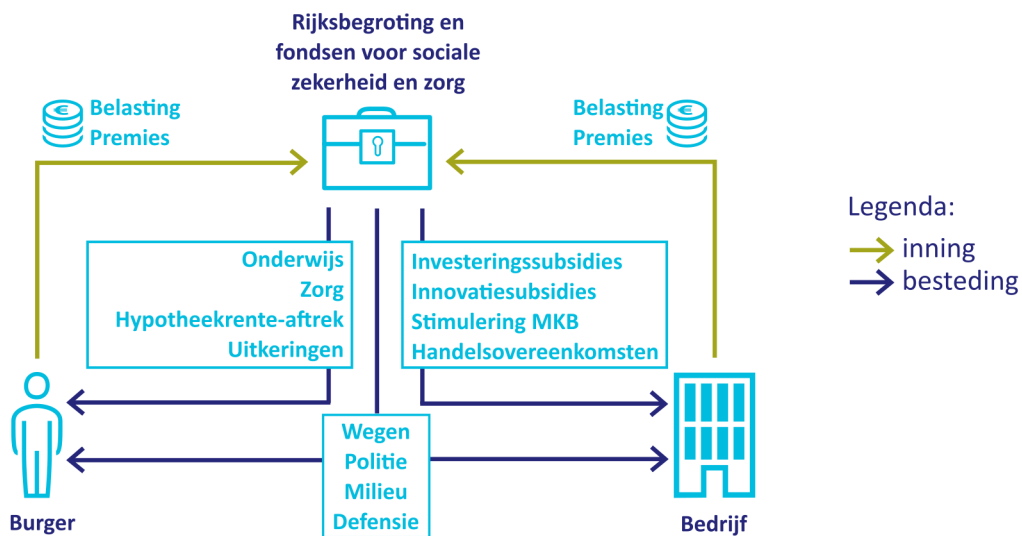 Rijksbegroting en
fondsen voor sociale
zekerheid en zorg
€ Belasting
Premies
Belasting €
Premies
Legenda:
inning
besteding
Onderwijs
Zorg
Hypotheekrente-aftrek
Uitkeringen
Investeringssubsidies
Innovatiesubsidies
Stimulering MKB
Handelsovereenkomsten
Wegen
Politie
Milieu
Defensie
Burger
Bedrijf